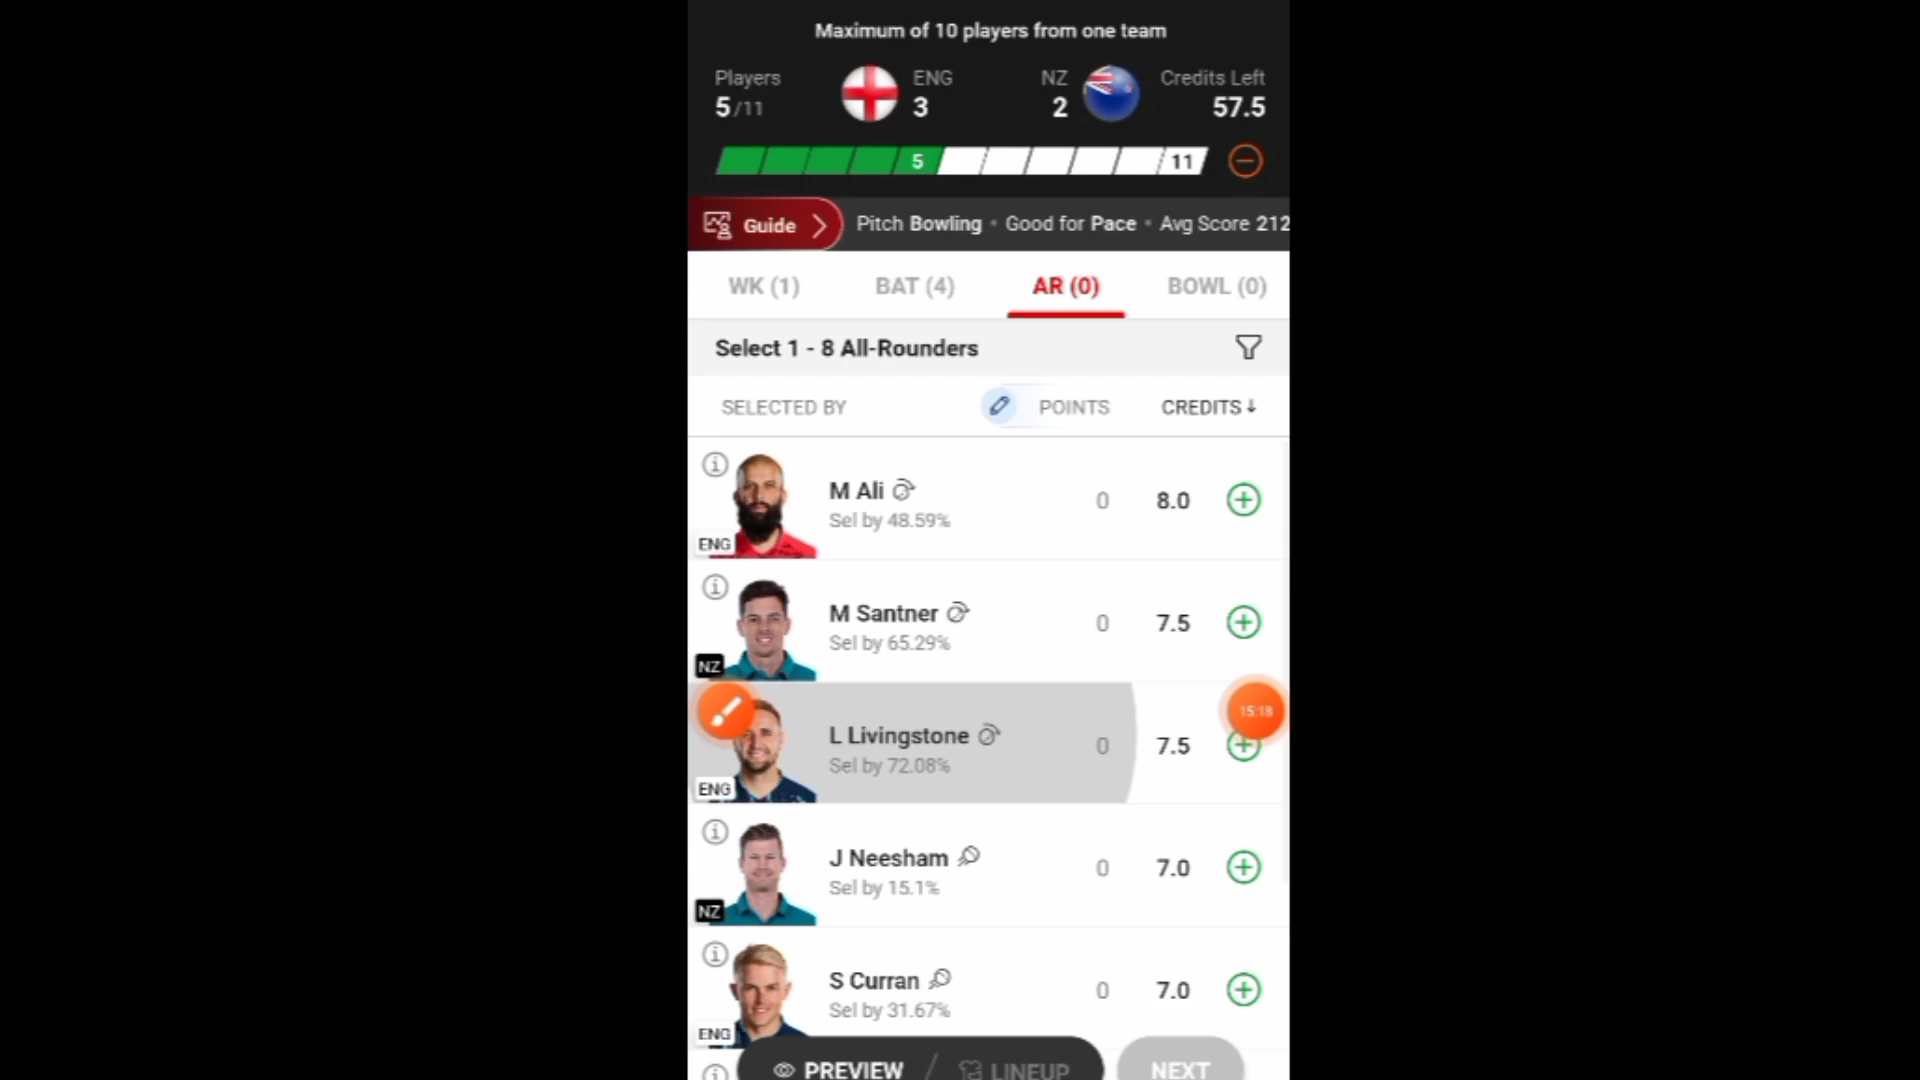 Maximum of 10 players from one team
Players ENG NZ Credits Left
5/11 3 2 57.5
5 11
Guide Pitch Bowling • Good for Pace • Avg Score 212
WK (1) BAT (4) AR (0) BOWL (0)
Select 1 - 8 All-Rounders
SELECTED BY POINTS CREDITS↓
M Ali 0 8.0
Sel by 48.59%
ENG
M Santner 0 7.5
Sel by 65.29%
NZ
15:18
L Livingstone 0 7.5
Sel by 72.08%
ENG
J Neesham 0 7.0
Sel by 15.1%
NZ
S Curran 0 7.0
Sel by 31.67%
ENG
PREVIEW / LINEUP NEXT